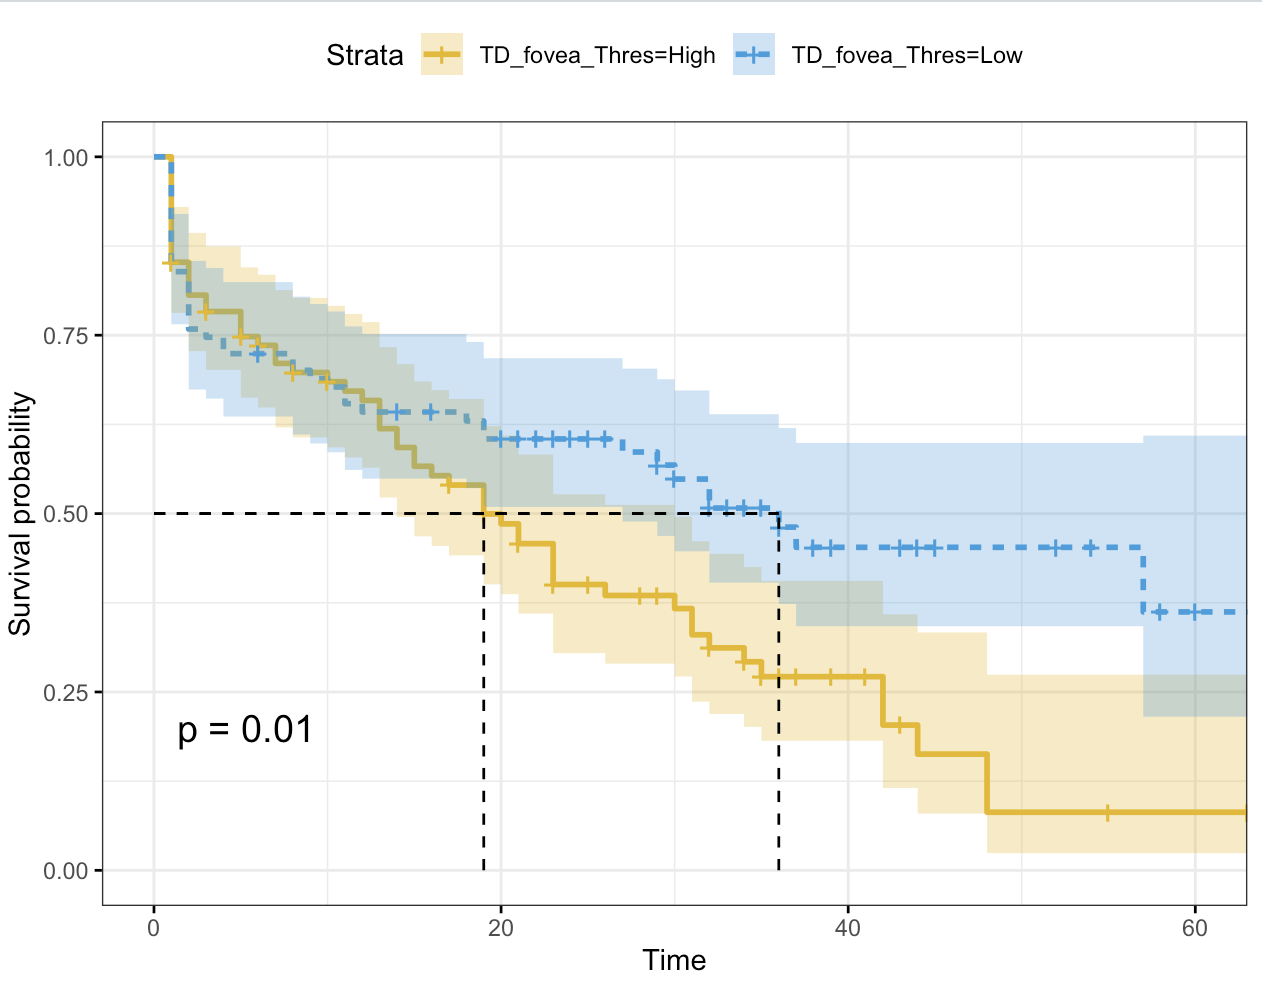 Strata TD_fovea_Thres=High TD_fovea_Thres=Low
1.00
0.75
0.50
0.25
0.00
Survival probability
p = 0.01
0 20 40 60
Time